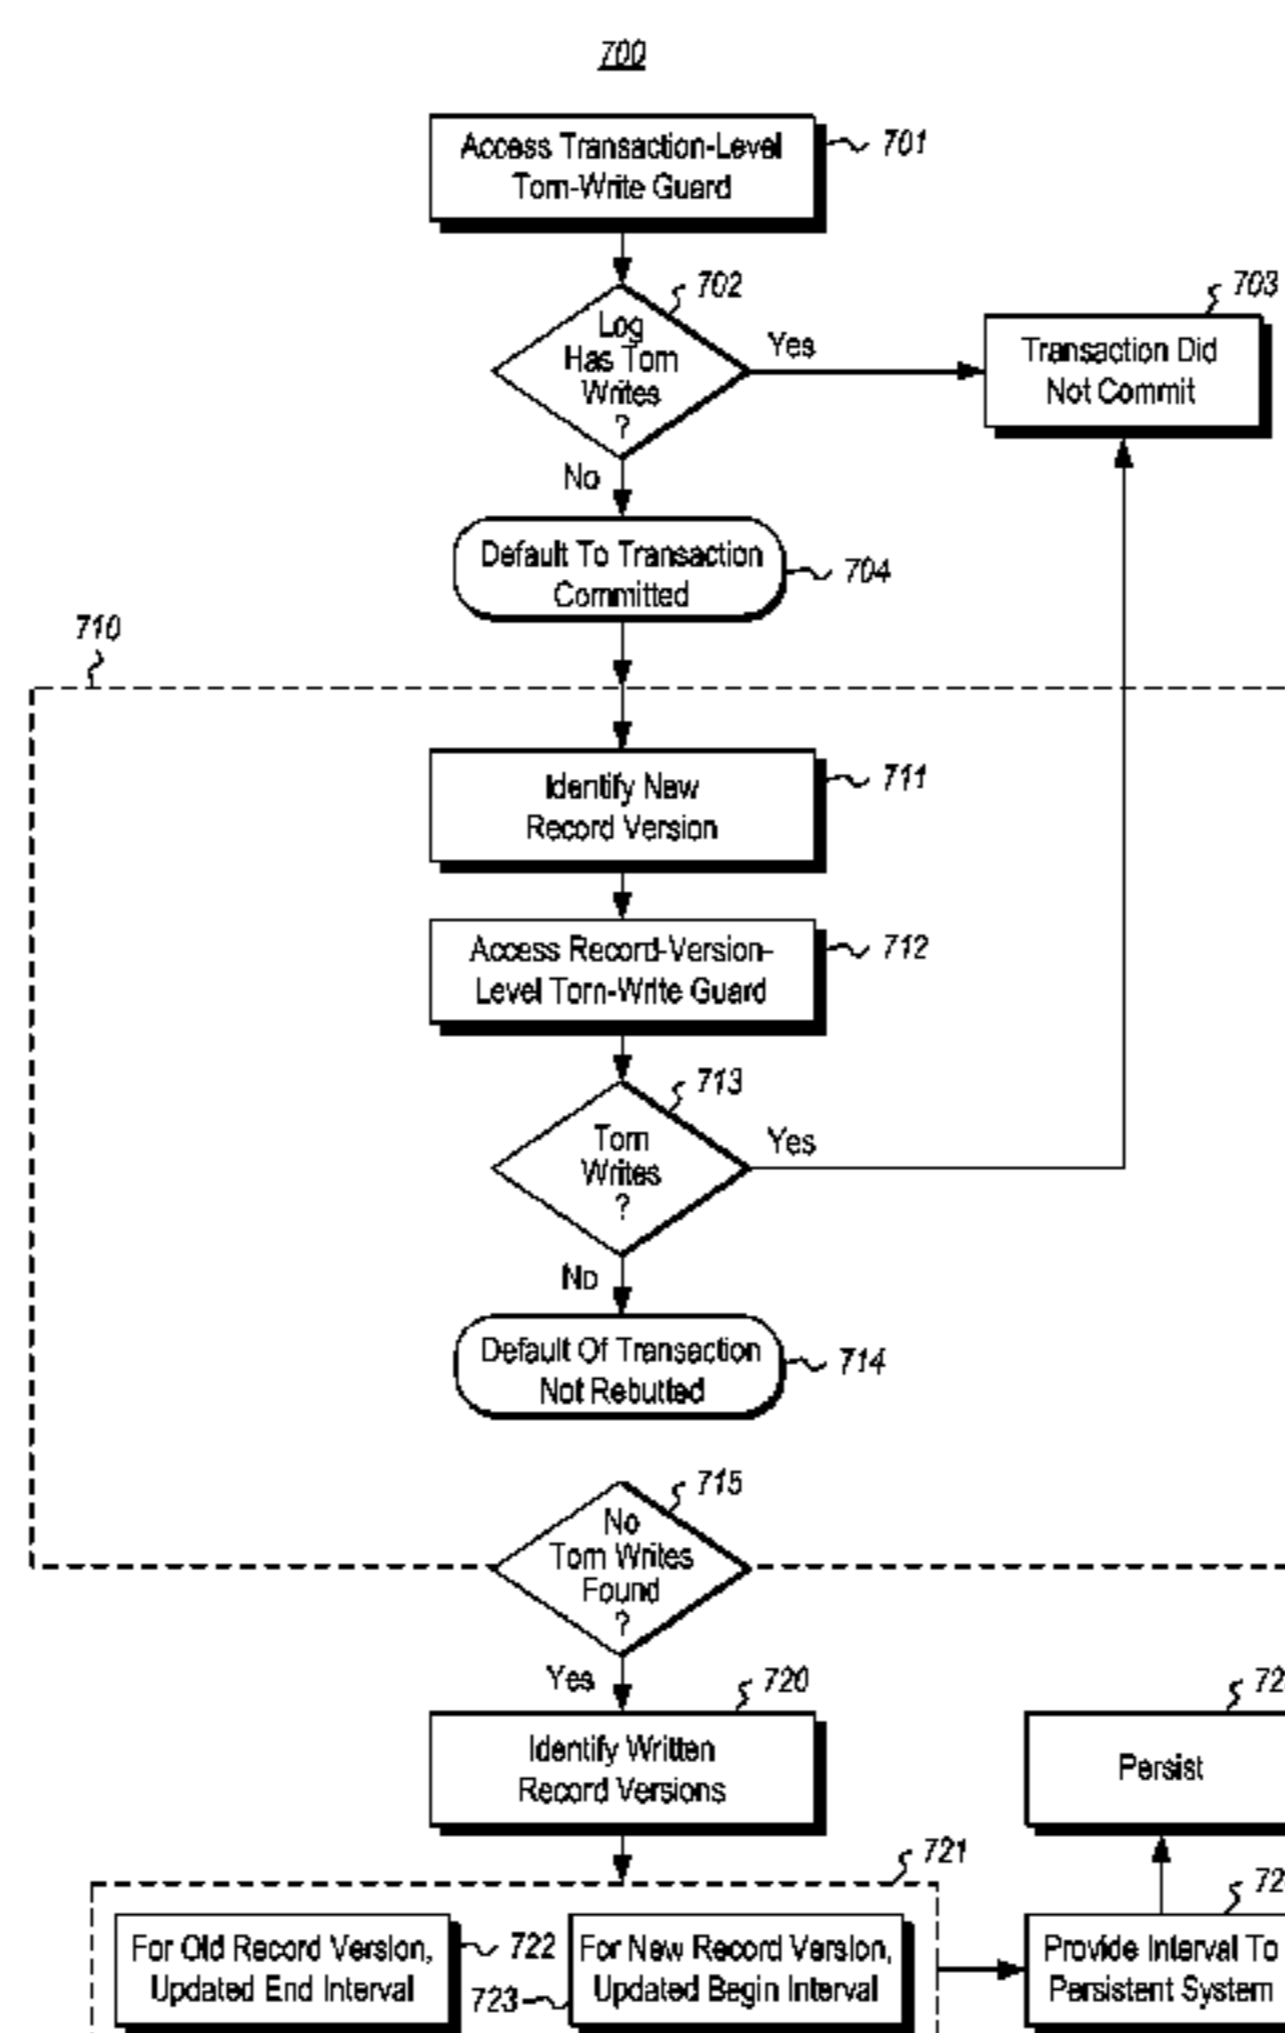 700
Access Transaction-Level
Torn-Write Guard
701
702
Log
Has Torn
Writes
?
Yes
703
Transaction Did
Not Commit
No
Default To Transaction
Committed
704
710
Identify New
Record Version
711
Access Record-Version-
Level Torn-Write Guard
712
713
Torn
Writes
?
Yes
No
Default Of Transaction
Not Rebutted
714
715
No
Torn Writes
Found
?
Yes
720
Identify Written
Record Versions
Persist
721
For Old Record Version,
Updated End Interval
722
723
For New Record Version,
Updated Begin Interval
Provide Interval To
Persistent System